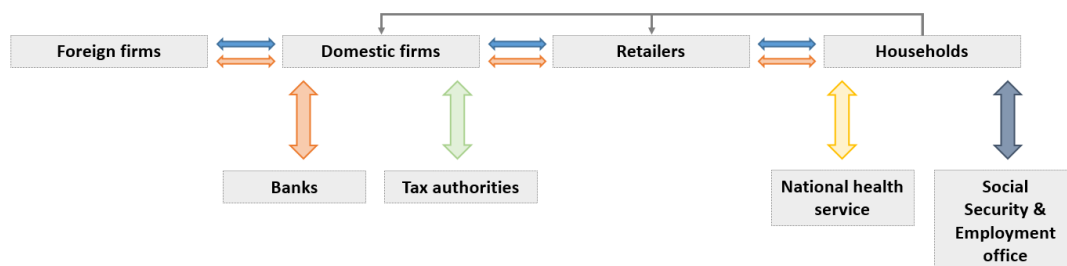 Foreign firms
Domestic firms
Retailers
Households
Banks
Tax authorities
National health
service
Social
Security &
Employment
office